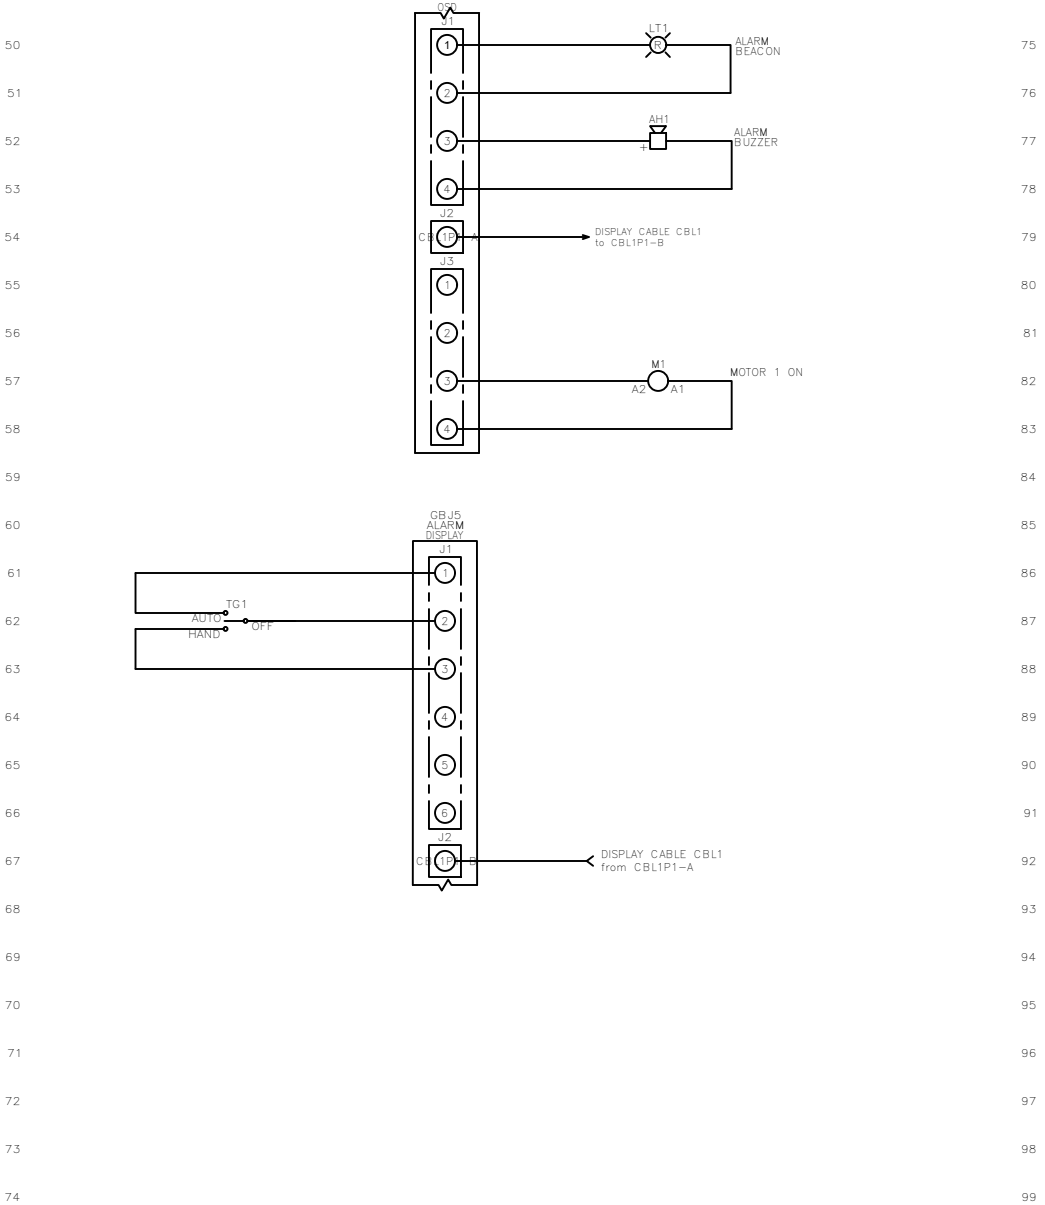 OSD
J1
LT1
50
1
R
ALARM
BEACON
75
51
2
76
AH1
52
3
+
ALARM
BUZZER
77
53
4
78
J2
54
CBL1P1-A
DISPLAY CABLE CBL1
to CBL1P1-B
79
J3
55
1
80
56
2
81
M1
57
3
A2
A1
MOTOR 1 ON
82
58
4
83
59
84
60
GBJ5
ALARM
DISPLAY
85
J1
61
1
86
TG1
62
AUTO
OFF
2
87
HAND
63
3
88
64
4
89
65
5
90
66
6
91
J2
67
CBL1P1-B
DISPLAY CABLE CBL1
from CBL1P1-A
92
68
93
69
94
70
95
71
96
72
97
73
98
74
99